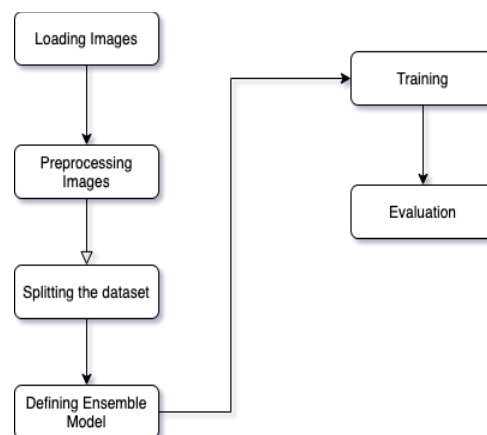 Loading Images
Preprocessing
Images
Splitting the dataset
Defining Ensemble
Model
Training
Evaluation